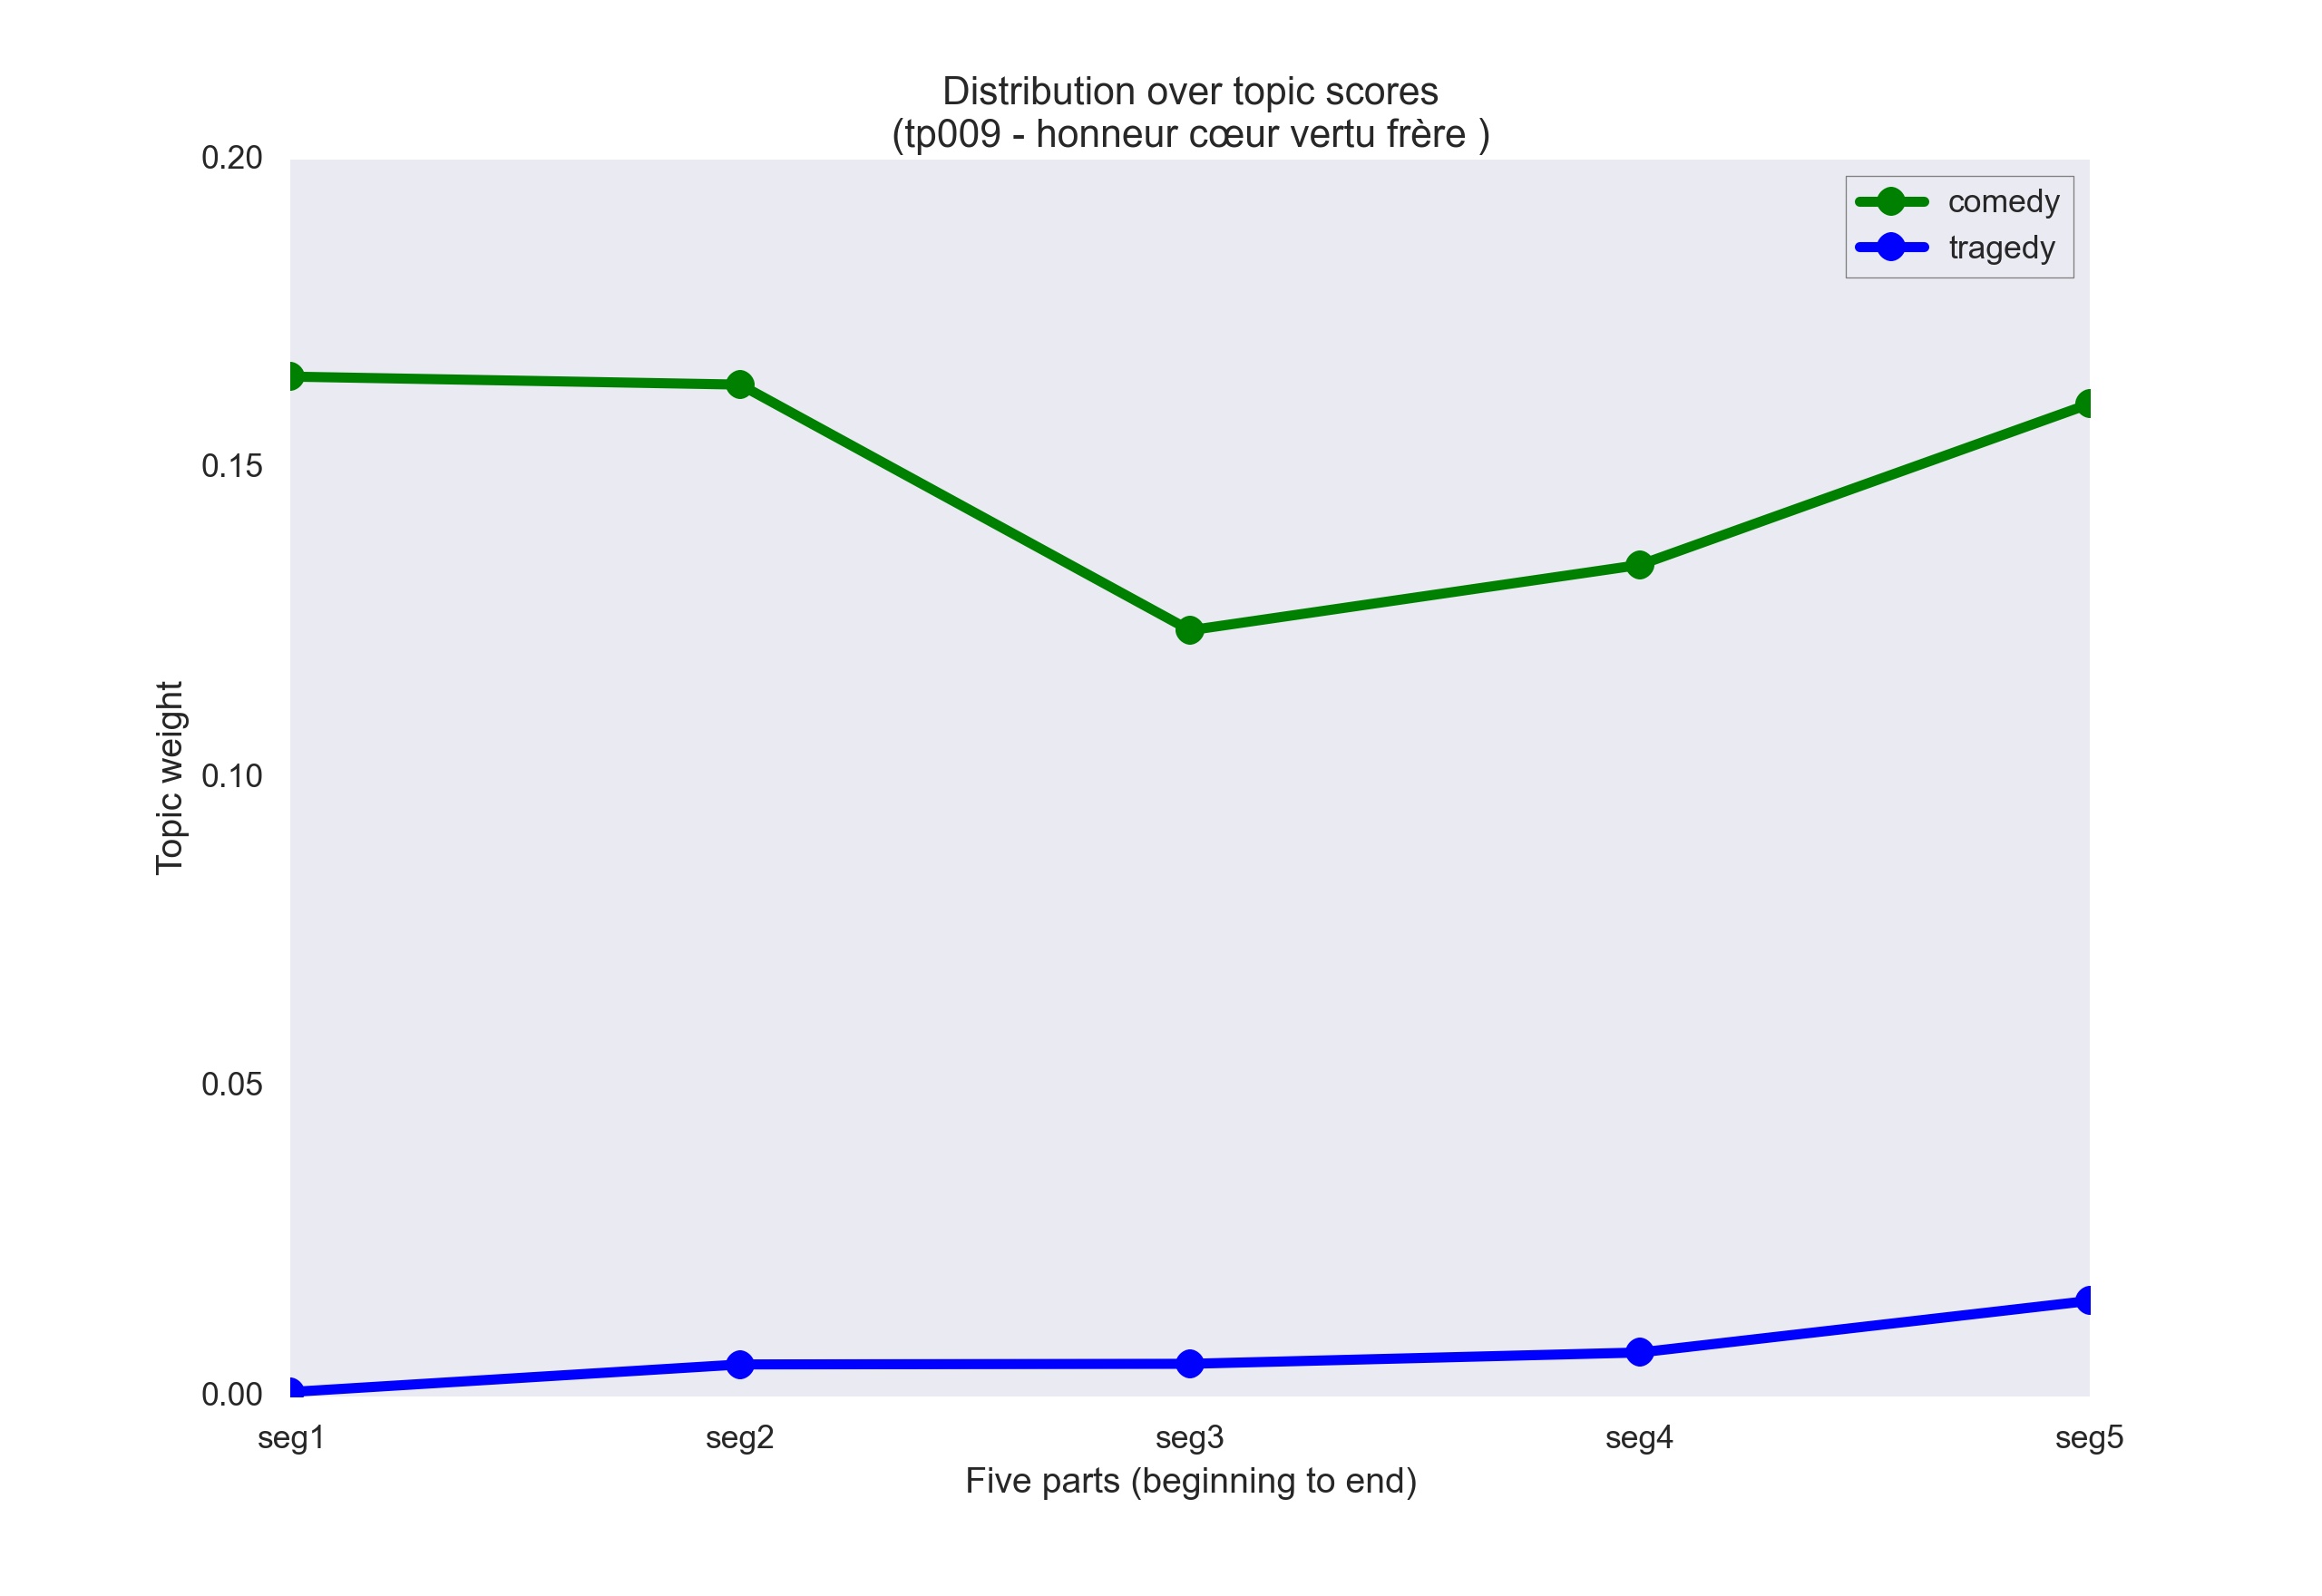 Distribution over topic scores
(tp009 - honneur cœur vertu frère )
0.20
0.15
0.10
0.05
0.00
Topic weight
comedy
tragedy
seg1 seg2 seg3 seg4 seg5
Five parts (beginning to end)